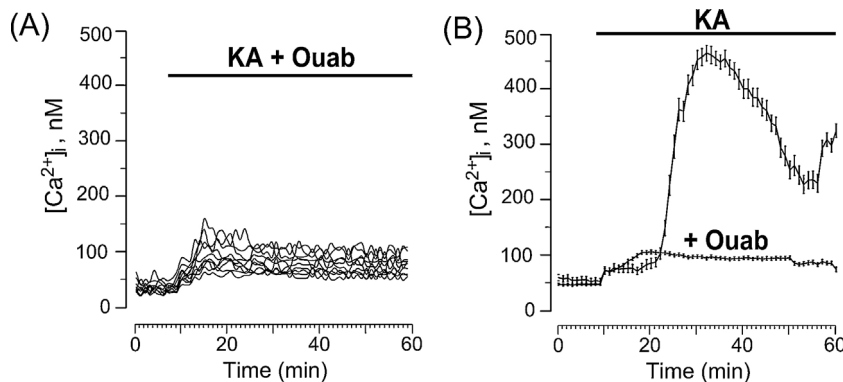 (A)
500
400
300
200
100
0
[Ca²⁺]i , nM
KA + Ouab
0 20 40 60
Time (min)
(B)
500
400
300
200
100
0
[Ca²⁺]i, nM
KA
+ Ouab
0 20 40 60
Time (min)